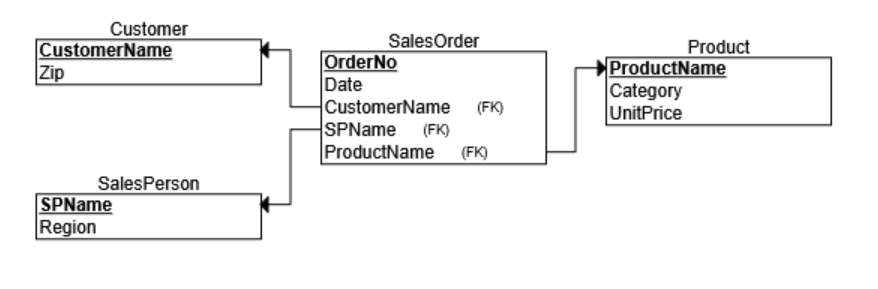 Customer
CustomerName
Zip
SalesOrder
OrderNo
Date
CustomerName (FK)
SPName (FK)
ProductName (FK)
Product
ProductName
Category
UnitPrice
SalesPerson
SPName
Region